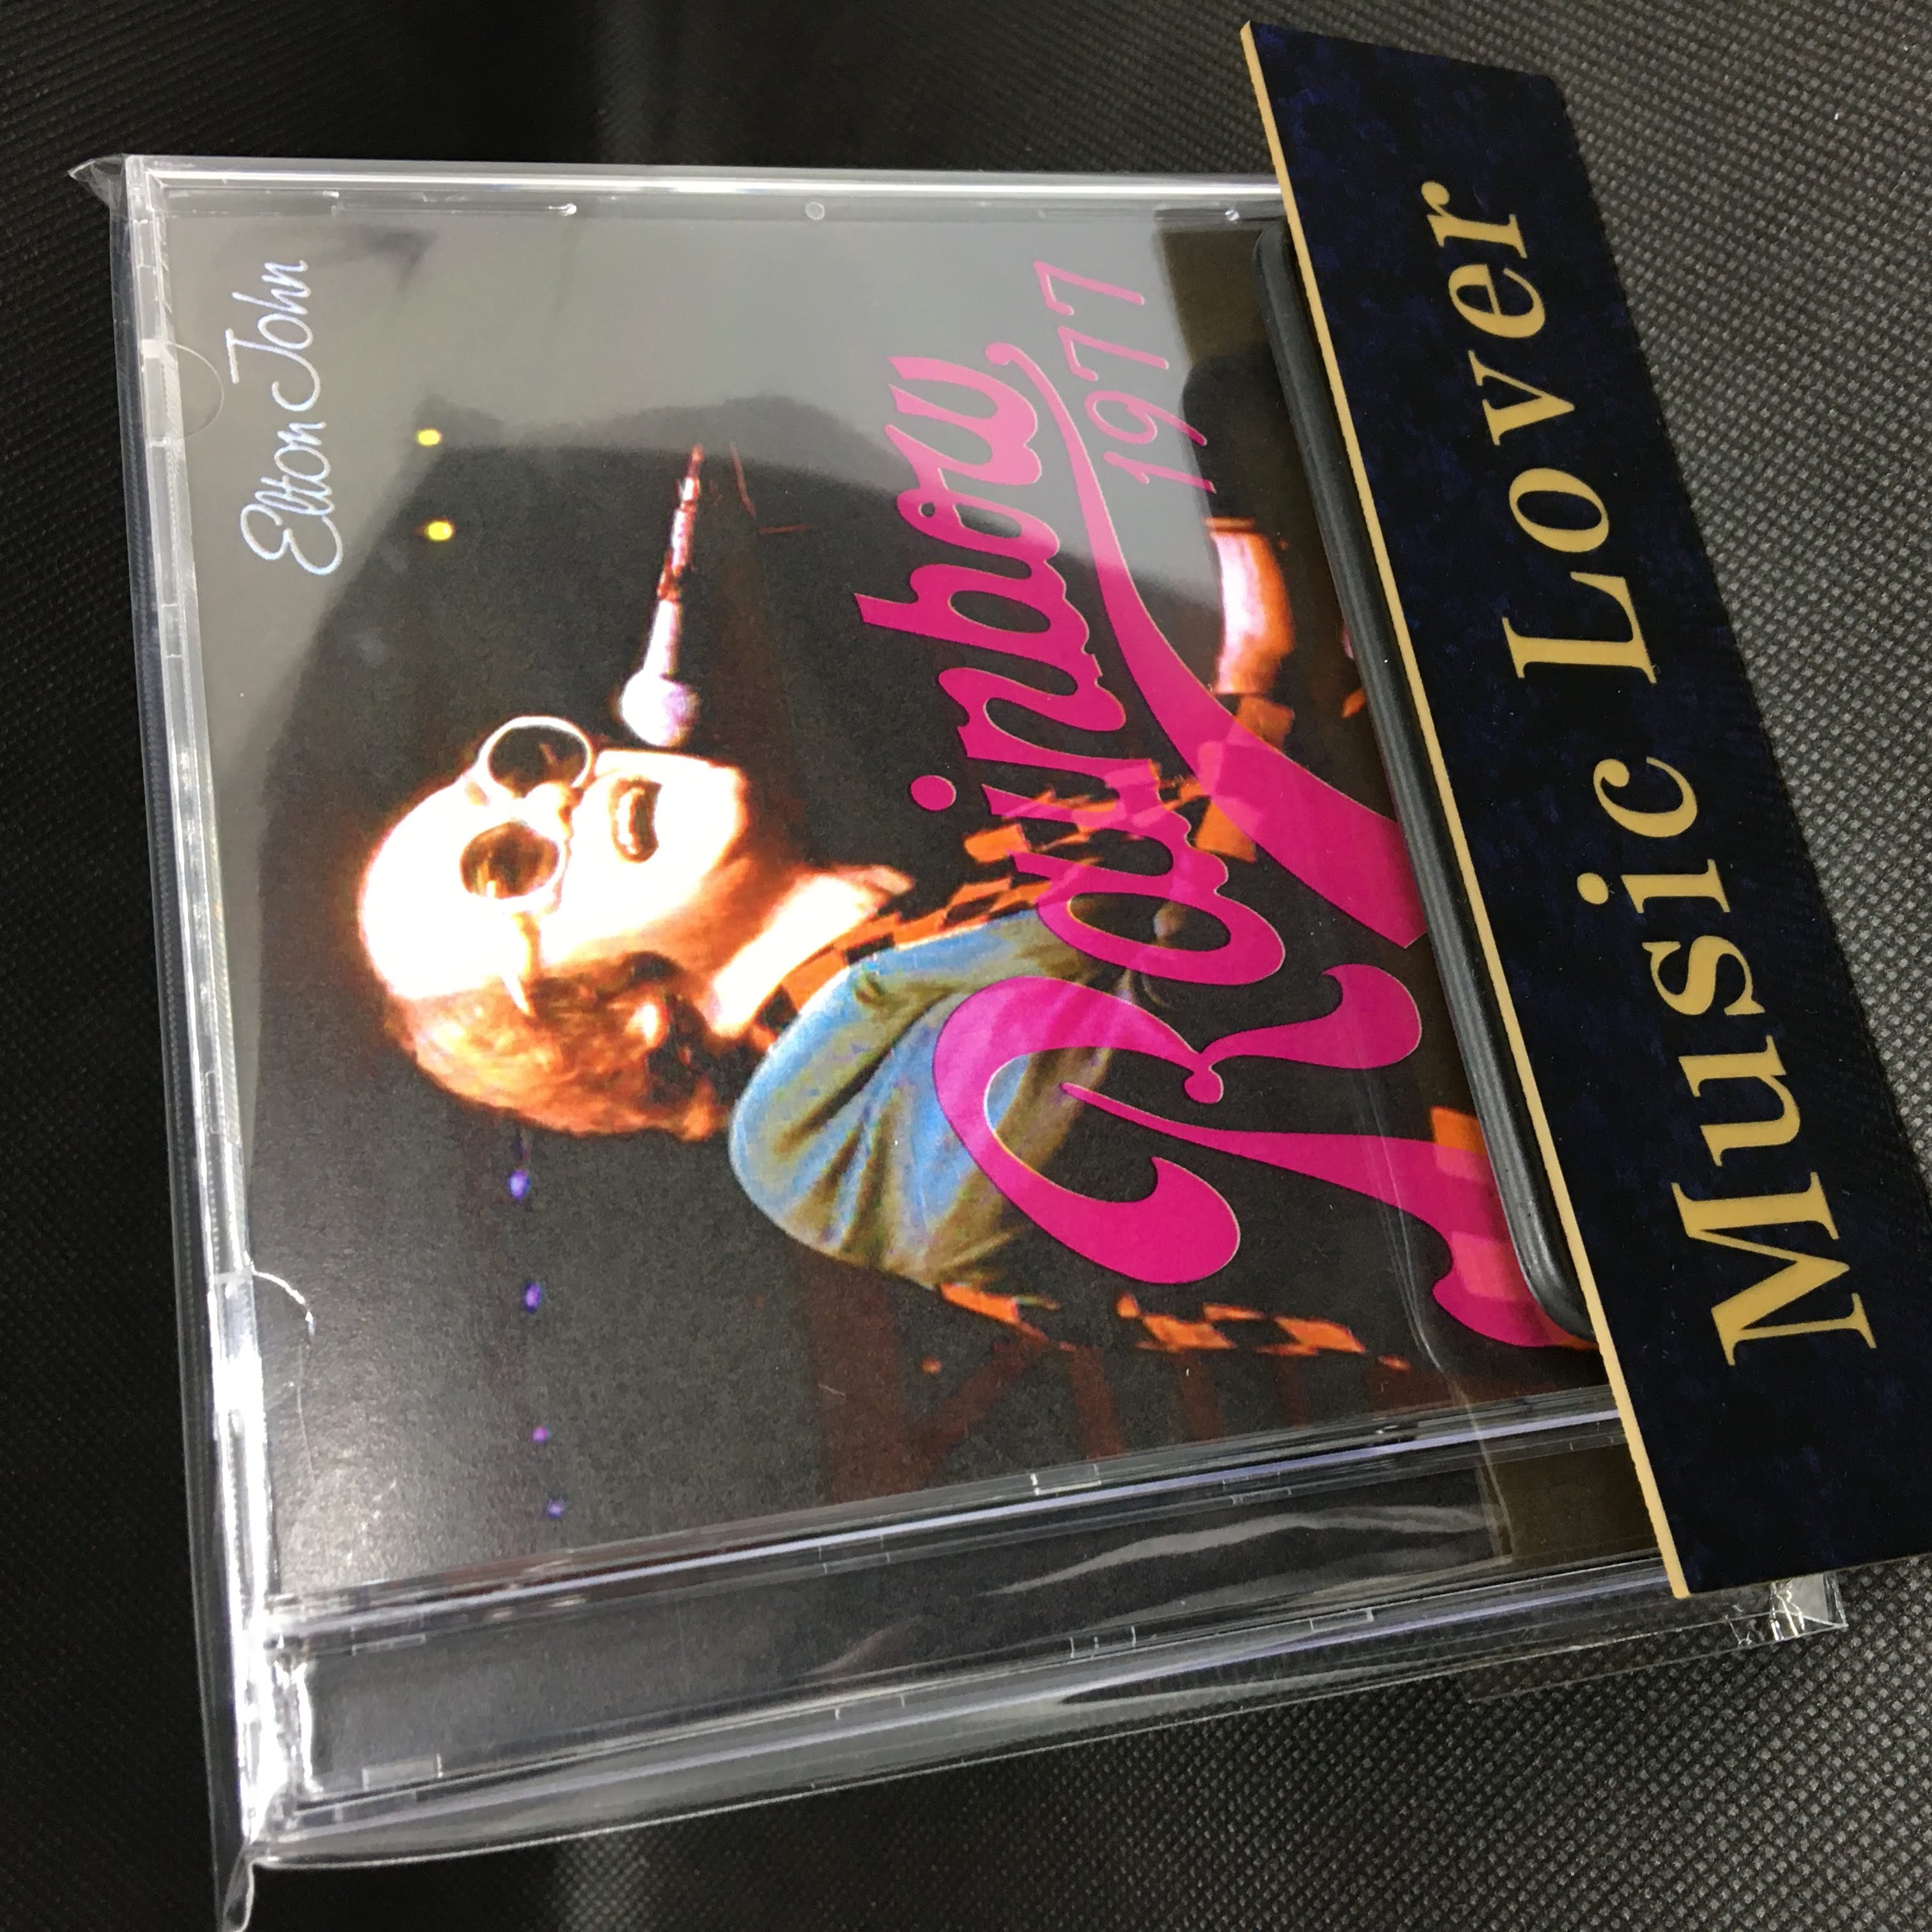 Elton John
Rainbow
1977
Music Lover